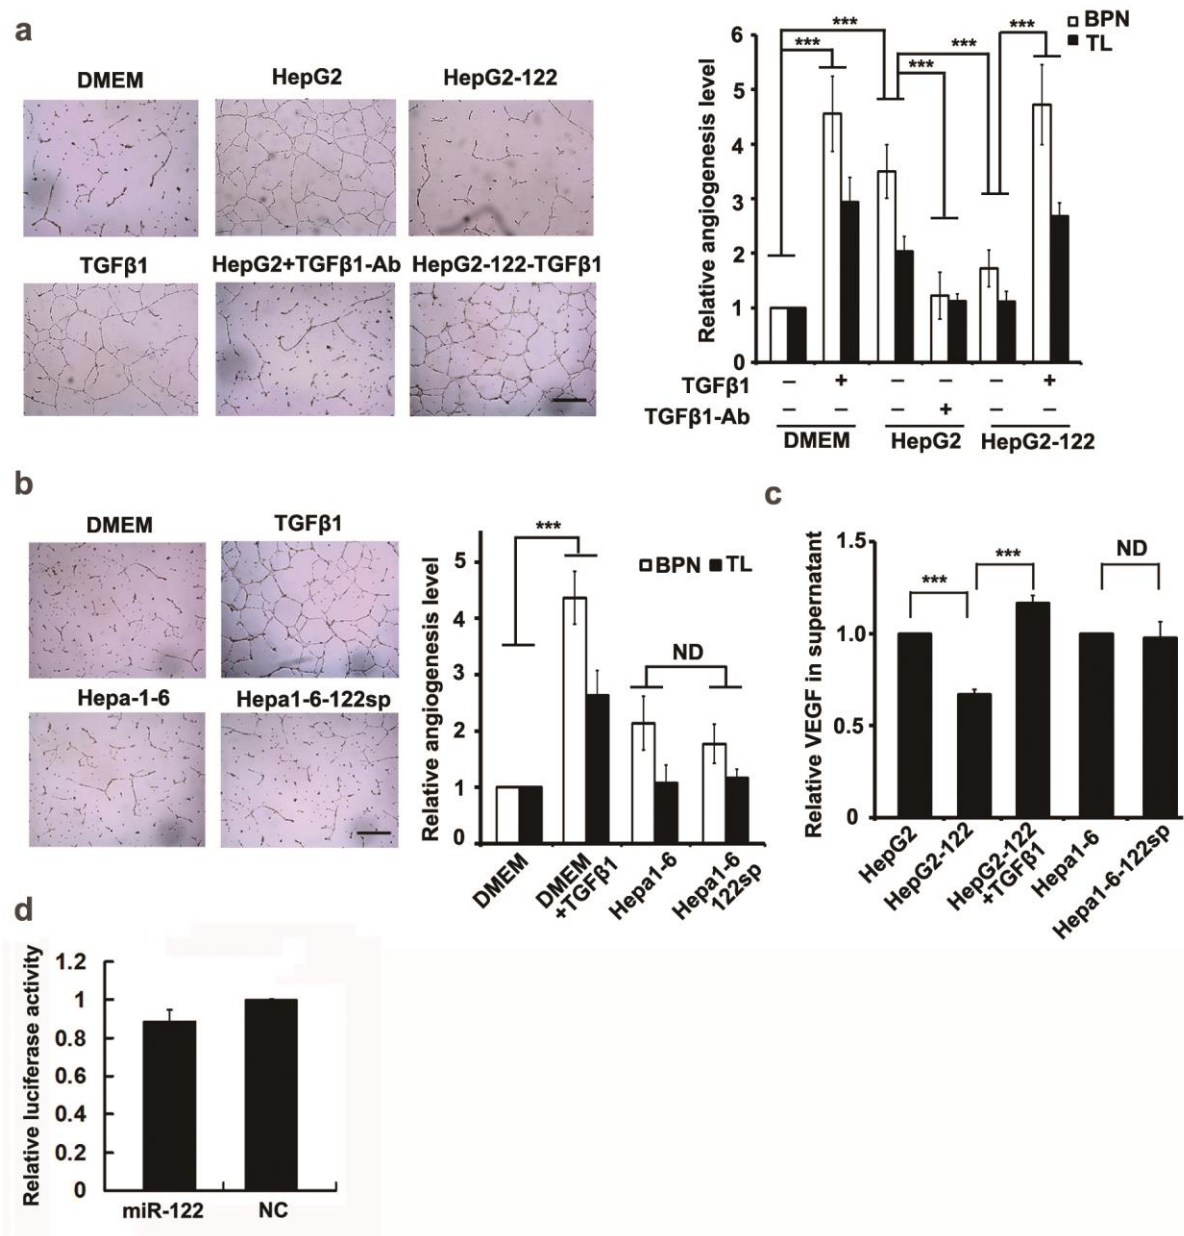 a
DMEM
HepG2
HepG2-122
TGFβ1
HepG2+TGFβ1-Ab
HepG2-122-TGFβ1
Relative angiogenesis level
6
5
4
3
2
1
0
***
***
***
***
***
BPN
TL
TGFβ1 – + – – – +
TGFβ1-Ab – – – + – –
DMEM HepG2 HepG2-122
b
DMEM
TGFβ1
Hepa-1-6
Hepa1-6-122sp
Relative angiogenesis level
5
4
3
2
1
0
***
BPN TL
ND
DMEM
DMEM
+TGFβ1
Hepa1-6
Hepa1-6
122sp
c
Relative VEGF in supernatant
1.5
1.0
0.5
0
***
***
ND
HepG2
HepG2-122
HepG2-122
+TGFβ1
Hepa1-6
Hepa1-6-122sp
d
Relative luciferase activity
1.2
1
0.8
0.6
0.4
0.2
0
miR-122
NC